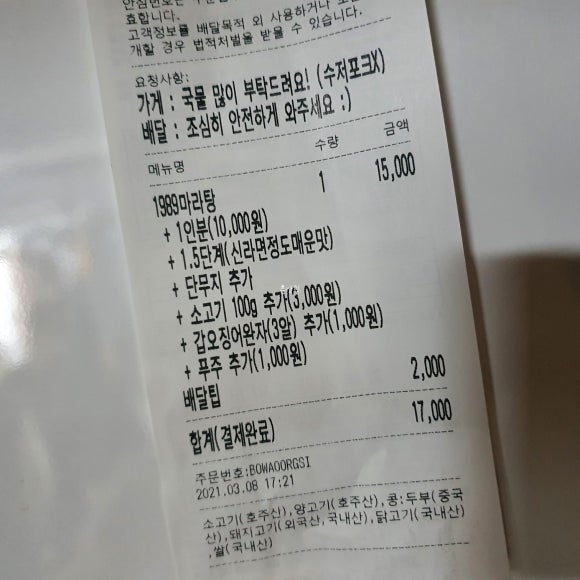 효합니다.
고객정보를 배달목적 외 사용하거나
개할 경우 법적처벌을 받을 수 있습니다.
요청사항:
가게 : 국물 많이 부탁드려요! (수저포크X)
배달 : 조심히 안전하게 와주세요 :)
메뉴명 수량 금액
1989마라탕 1 15,000
+ 1인분(10,000원)
+ 1.5단계(신라면정도매운맛)
+ 단무지 추가
+ 소고기 100g 추가(3,000원)
+ 갑오징어완자(3알) 추가(1,000원)
+ 푸주 추가(1,000원)
배달팁 2,000
합계(결제완료) 17,000
주문번호:BOWAOORGSI
2021.03.08 17:21
소고기(호주산),양고기(호주산),콩:두부(중국
산),돼지고기(외국산,국내산),닭고기(국내산)
,쌀(국내산)